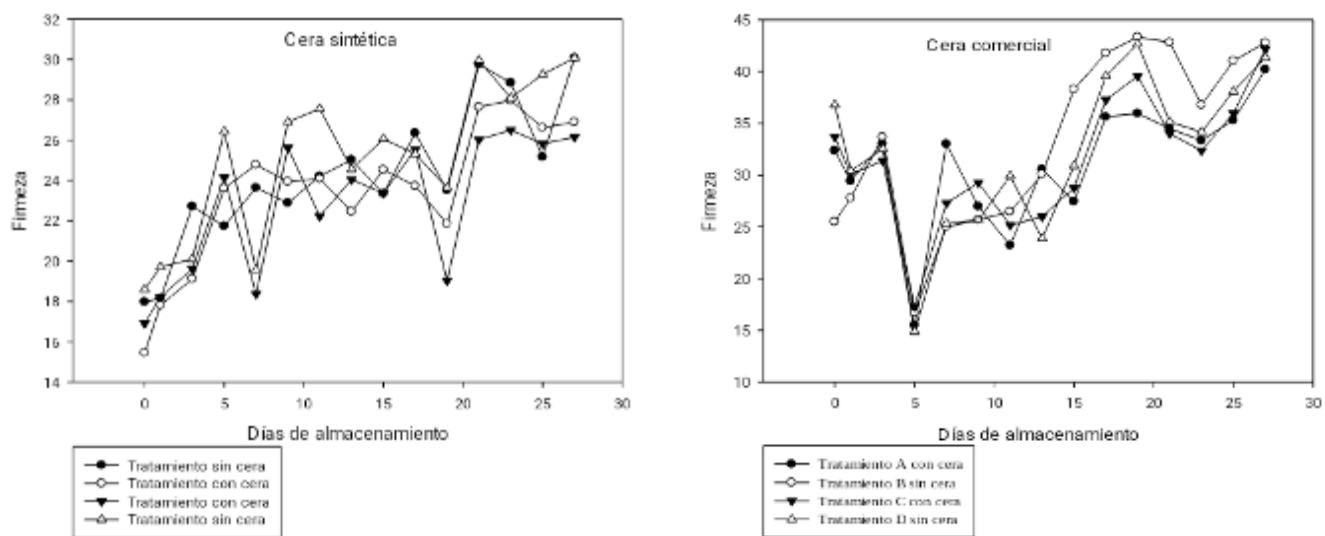 Cera sintética
32
30
28
26
24
22
20
18
16
14
Firmeza
0 5 10 15 20 25 30
Días de almacenamiento
Tratamiento sin cera
Tratamiento con cera
Tratamiento con cera
Tratamiento sin cera
Cera comercial
45
40
35
30
25
20
15
10
Firmeza
0 5 10 15 20 25 30
Días de almacenamiento
Tratamiento A con cera
Tratamiento B sin cera
Tratamiento C con cera
Tratamiento D sin cera